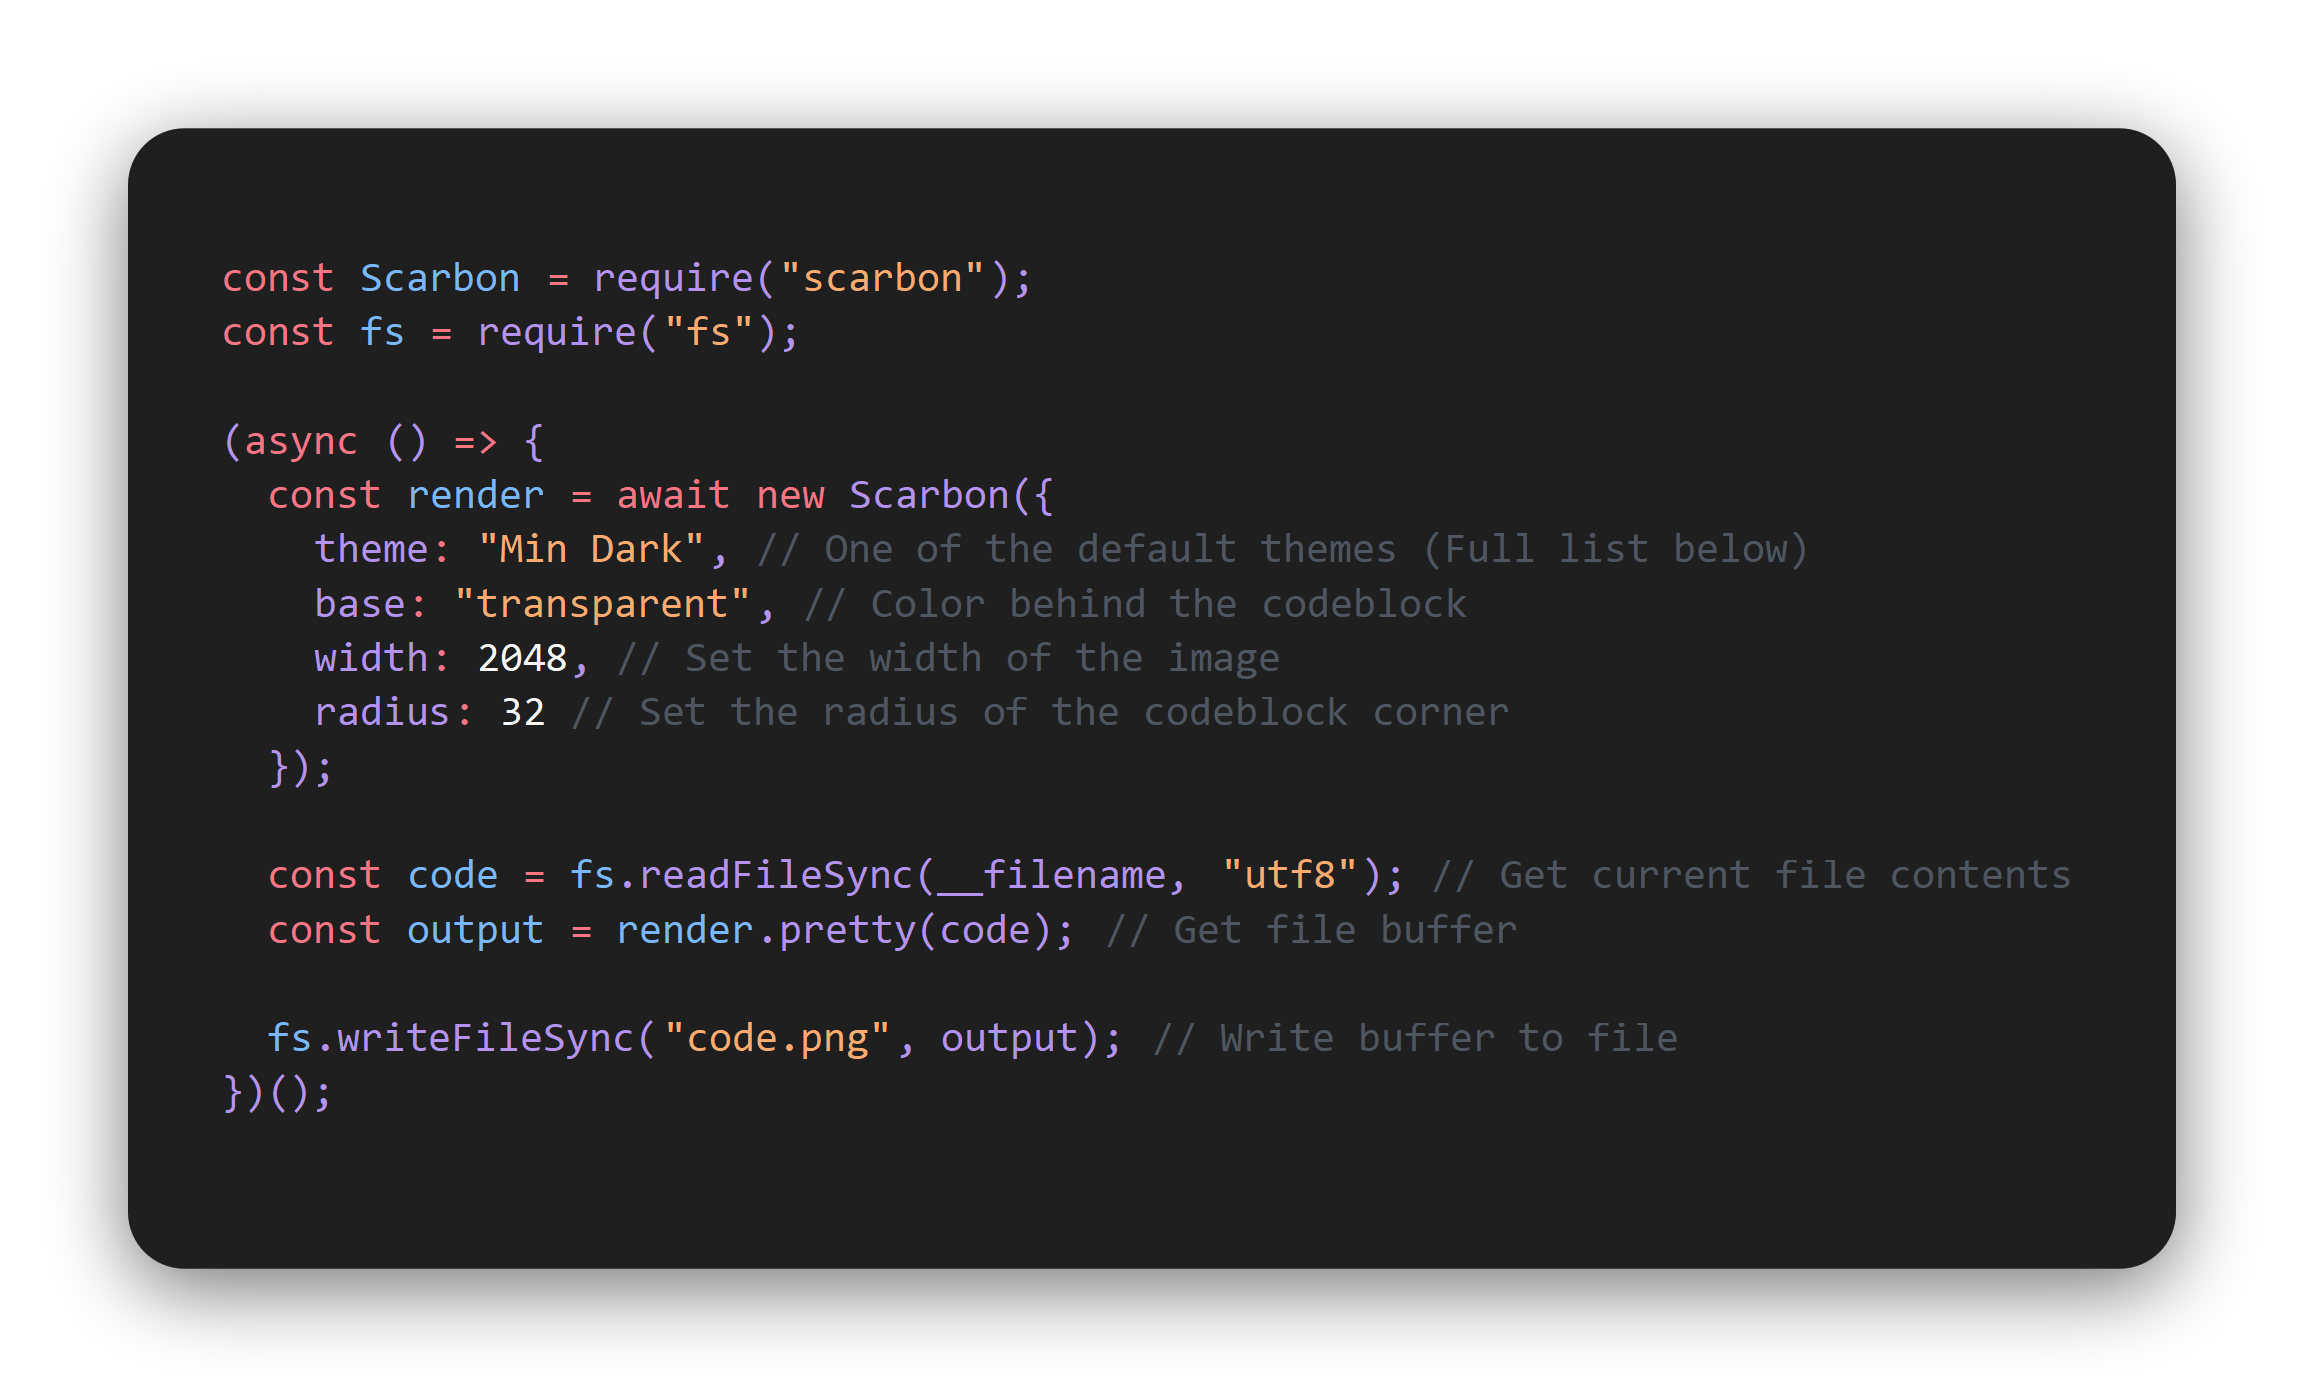 const Scarbon = require("scarbon");
const fs = require("fs");

(async () => {
  const render = await new Scarbon({
    theme: "Min Dark", // One of the default themes (Full list below)
    base: "transparent", // Color behind the codeblock
    width: 2048, // Set the width of the image
    radius: 32 // Set the radius of the codeblock corner
  });

  const code = fs.readFileSync(__filename, "utf8"); // Get current file contents
  const output = render.pretty(code); // Get file buffer

  fs.writeFileSync("code.png", output); // Write buffer to file
})();